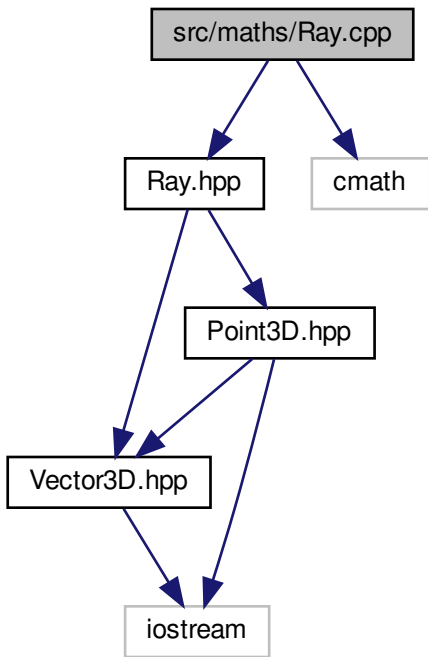 src/maths/Ray.cpp
Ray.hpp
cmath
Point3D.hpp
Vector3D.hpp
iostream